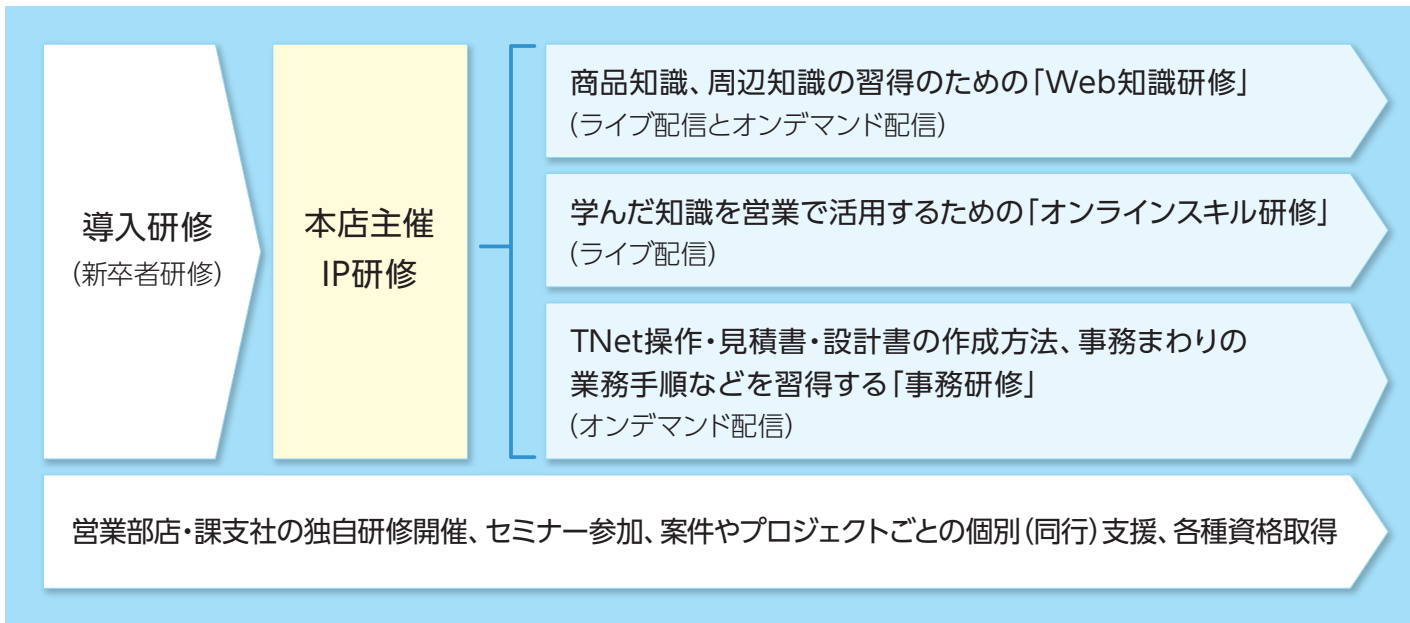 導入研修
(新卒者研修)
本店主催
IP研修
商品知識、周辺知識の習得のための「Web知識研修」
(ライブ配信とオンデマンド配信)
学んだ知識を営業で活用するための「オンラインスキル研修」
(ライブ配信)
TNet操作・見積書・設計書の作成方法、事務まわりの
業務手順などを習得する「事務研修」
(オンデマンド配信)
営業部店・課支社の独自研修開催、セミナー参加、案件やプロジェクトごとの個別(同行)支援、各種資格取得